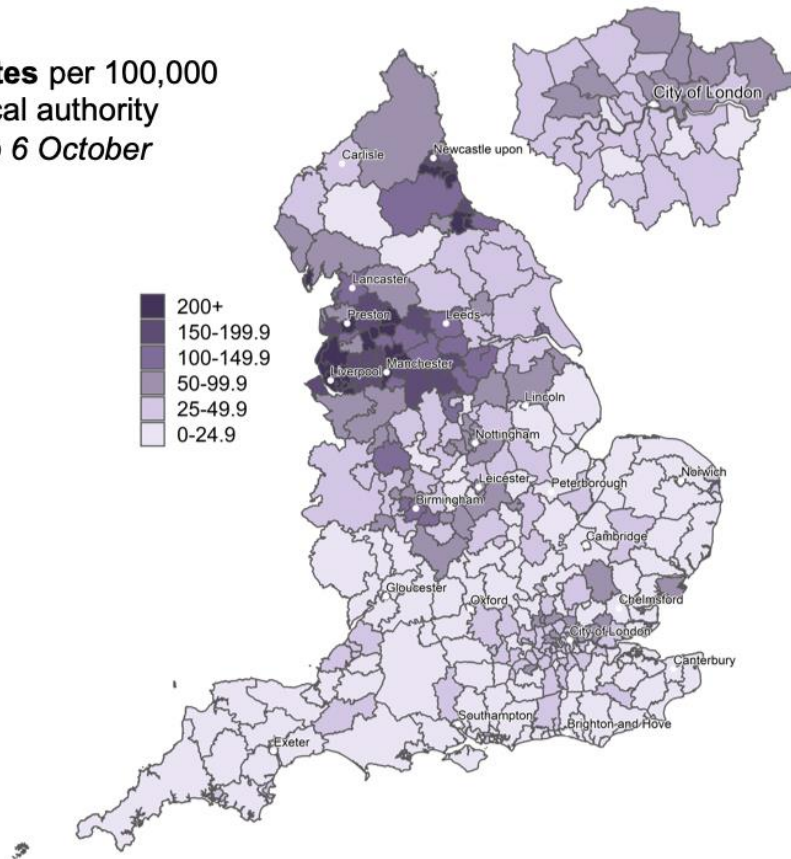 tes per 100,000
cal authority
6 October
City of London
Carlisle
Newcastle upon
Lancaster
Preston
Leeds
200+
150-199.9
100-149.9
50-99.9
25-49.9
0-24.9
Liverpool
Manchester
Lincoln
Nottingham
Leicester
Peterborough
Norwich
Birmingham
Cambridge
Gloucester
Oxford
Chelmsford
City of London
Canterbury
Southampton
Brighton and Hove
Exeter